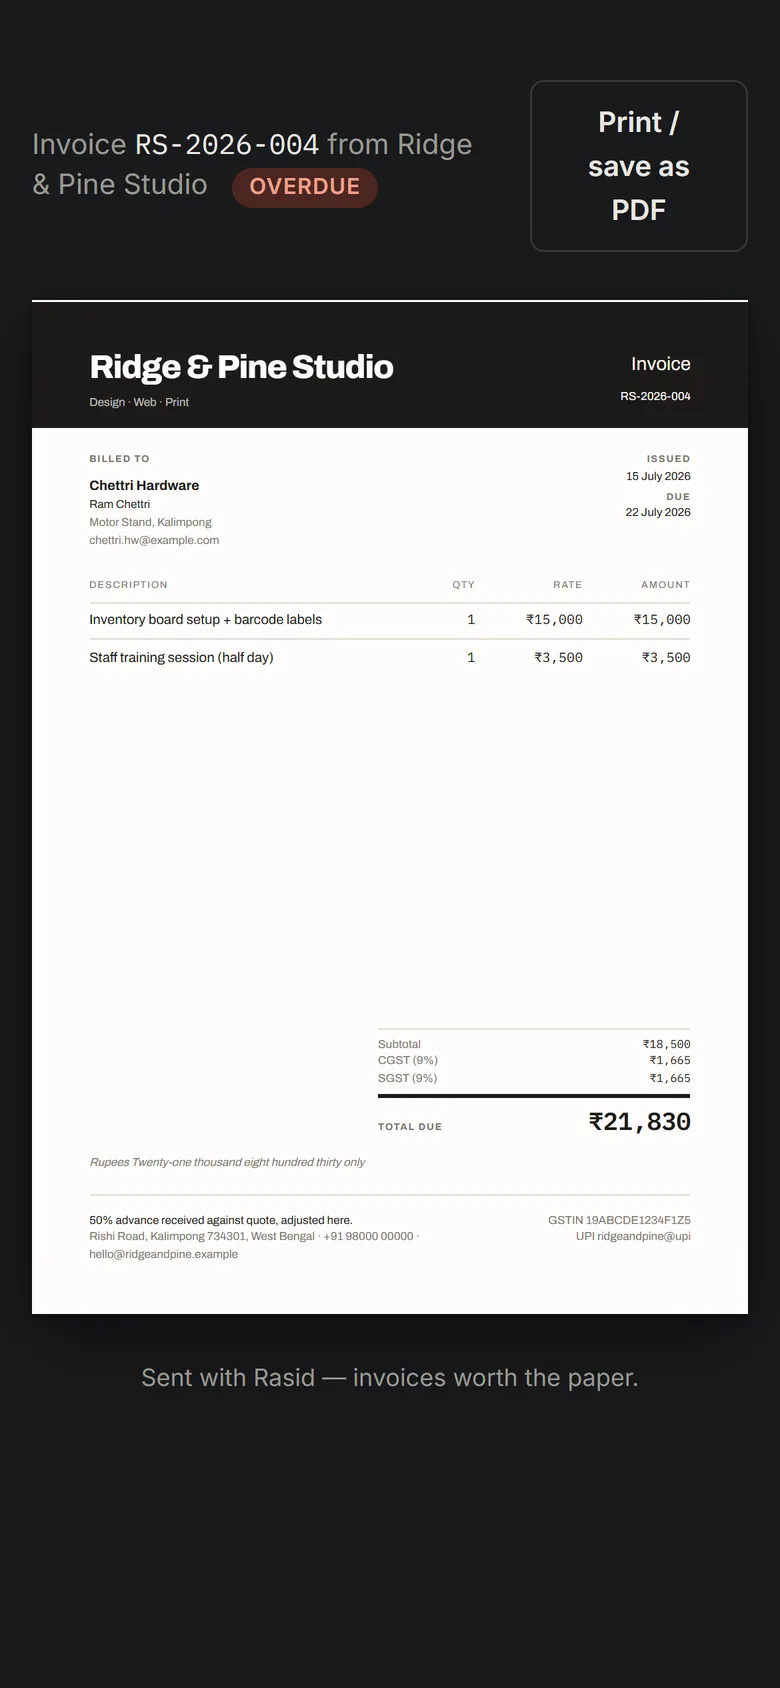 Invoice RS-2026-004 from Ridge
& Pine Studio OVERDUE
Print /
save as
PDF
Ridge & Pine Studio
Design · Web · Print
Invoice
RS-2026-004
BILLED TO
Chettri Hardware
Ram Chettri
Motor Stand, Kalimpong
chettri.hw@example.com
ISSUED
15 July 2026
DUE
22 July 2026
DESCRIPTION QTY RATE AMOUNT
Inventory board setup + barcode labels 1 ₹15,000 ₹15,000
Staff training session (half day) 1 ₹3,500 ₹3,500
Subtotal ₹18,500
CGST (9%) ₹1,665
SGST (9%) ₹1,665
TOTAL DUE ₹21,830
Rupees Twenty-one thousand eight hundred thirty only
50% advance received against quote, adjusted here.
Rishi Road, Kalimpong 734301, West Bengal · +91 98000 00000 ·
hello@ridgeandpine.example
GSTIN 19ABCDE1234F1Z5
UPI ridgeandpine@upi
Sent with Rasid — invoices worth the paper.